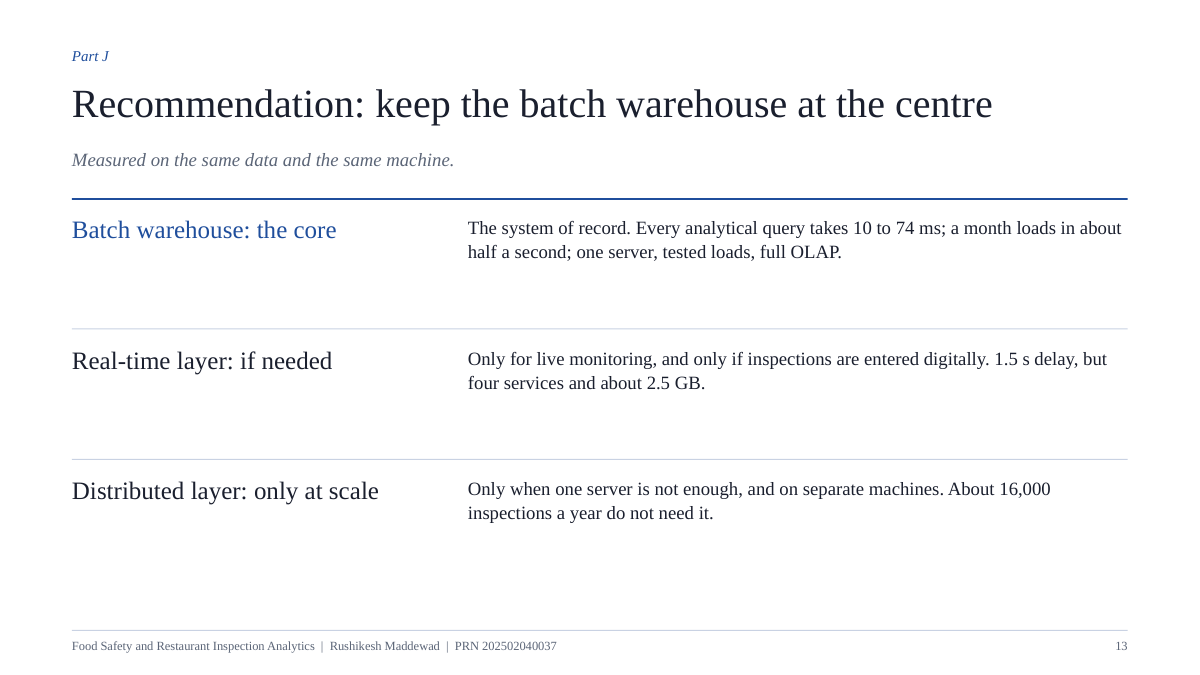 Part J
Recommendation: keep the batch warehouse at the centre
Measured on the same data and the same machine.
Batch warehouse: the core
The system of record. Every analytical query takes 10 to 74 ms; a month loads in about
half a second; one server, tested loads, full OLAP.
Real-time layer: if needed
Only for live monitoring, and only if inspections are entered digitally. 1.5 s delay, but
four services and about 2.5 GB.
Distributed layer: only at scale
Only when one server is not enough, and on separate machines. About 16,000
inspections a year do not need it.
Food Safety and Restaurant Inspection Analytics | Rushikesh Maddewad | PRN 202502040037
13